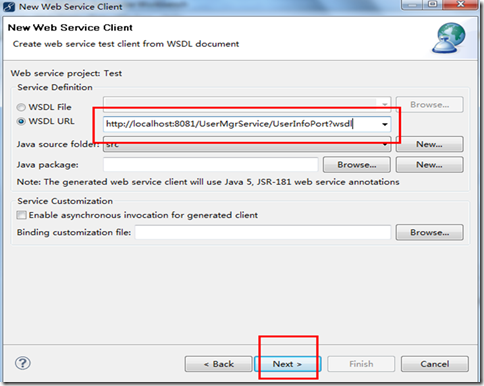 New Web Service Client
New Web Service Client
Create web service test client from WSDL document
Web service project: Test
Service Definition
WSDL File
Browse...
WSDL URL
http://localhost:8081/UserMgrService/UserInfoPort?wsdl
Java source folder: src
New...
Java package:
Browse...
New...
Note: The generated web service client will use Java 5, JSR-181 web service annotations
Service Customization
Enable asynchronous invocation for generated client
Binding customization file:
Browse...
?
< Back
Next >
Finish
Cancel